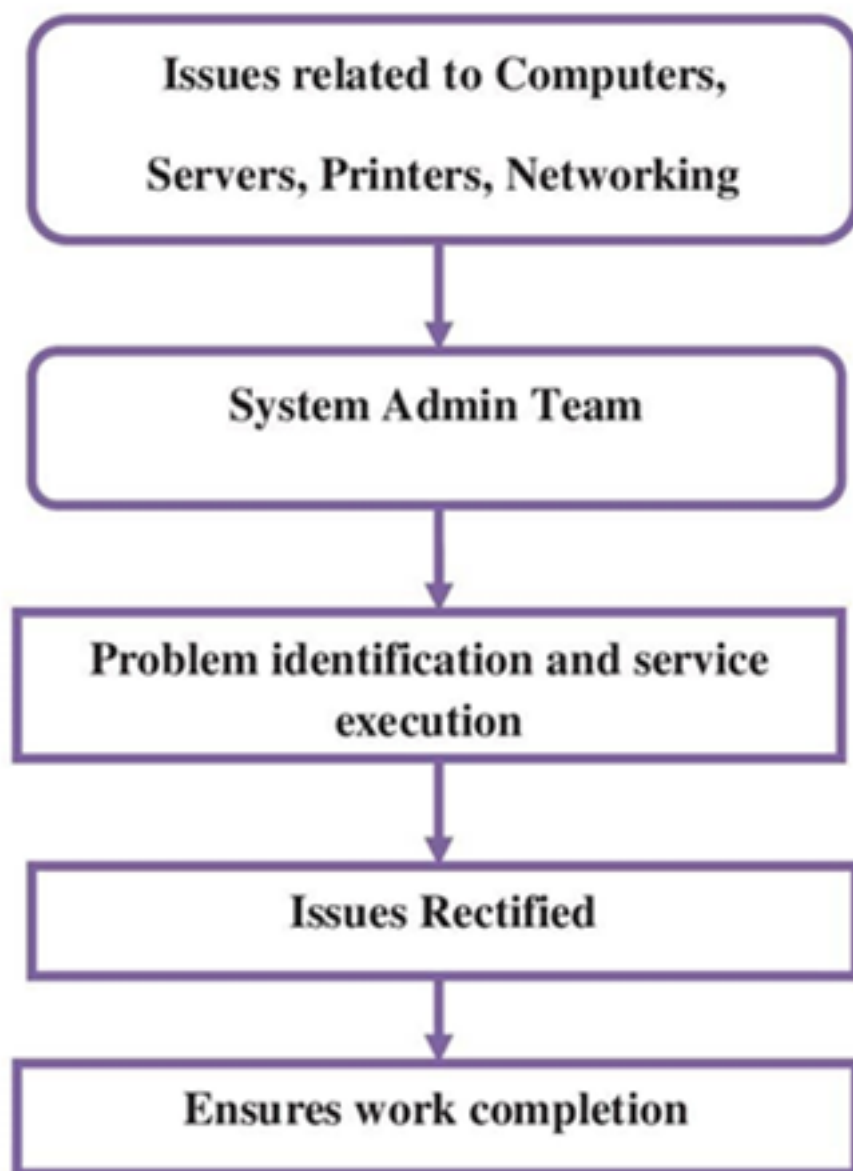 Issues related to Computers,
Servers, Printers, Networking
System Admin Team
Problem identification and service
execution
Issues Rectified
Ensures work completion